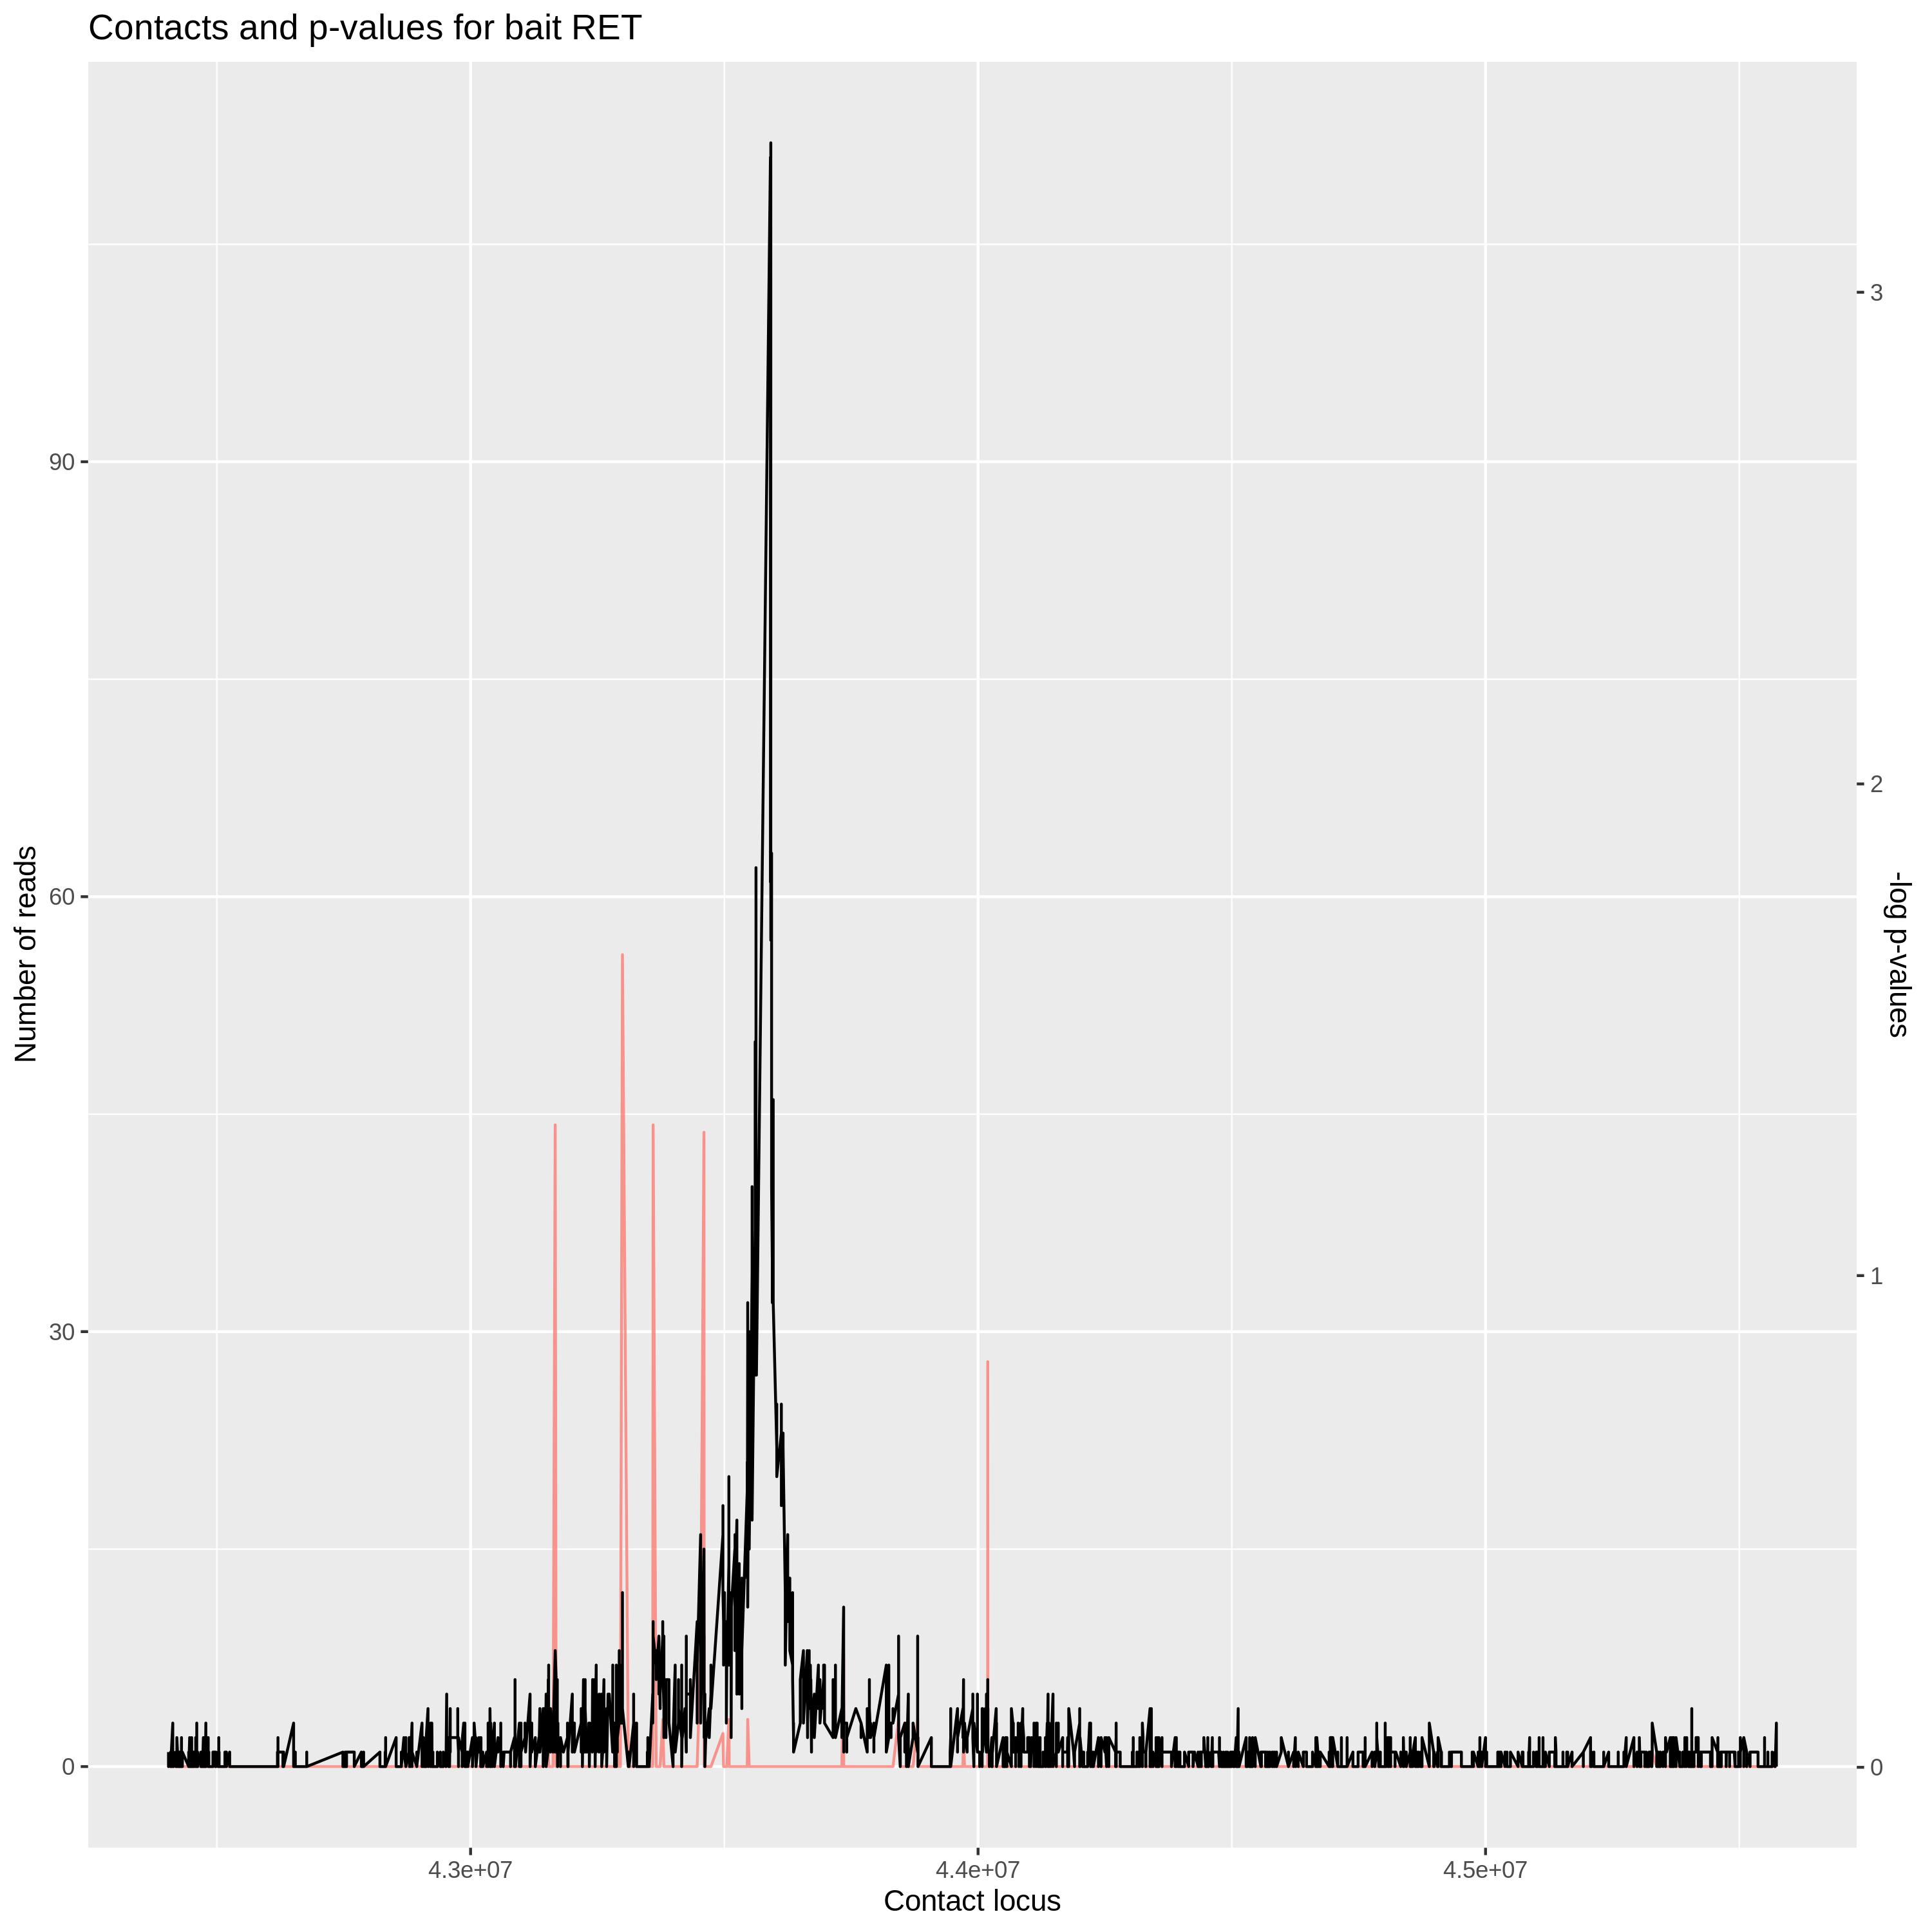 Contacts and p-values for bait RET
90
60
30
0
Number of reads
3
2
1
0
-log p-values
4.3e+07
4.4e+07
4.5e+07
Contact locus